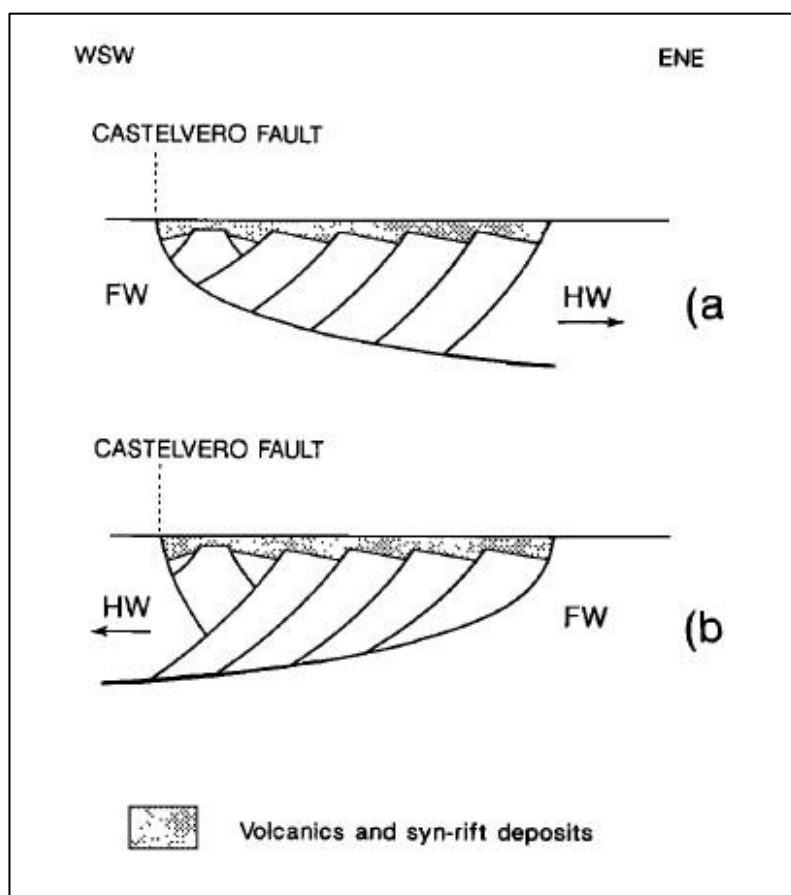 WSW ENE
CASTELVERO FAULT
FW HW (a
CASTELVERO FAULT
HW FW (b
Volcanics and syn-rift deposits